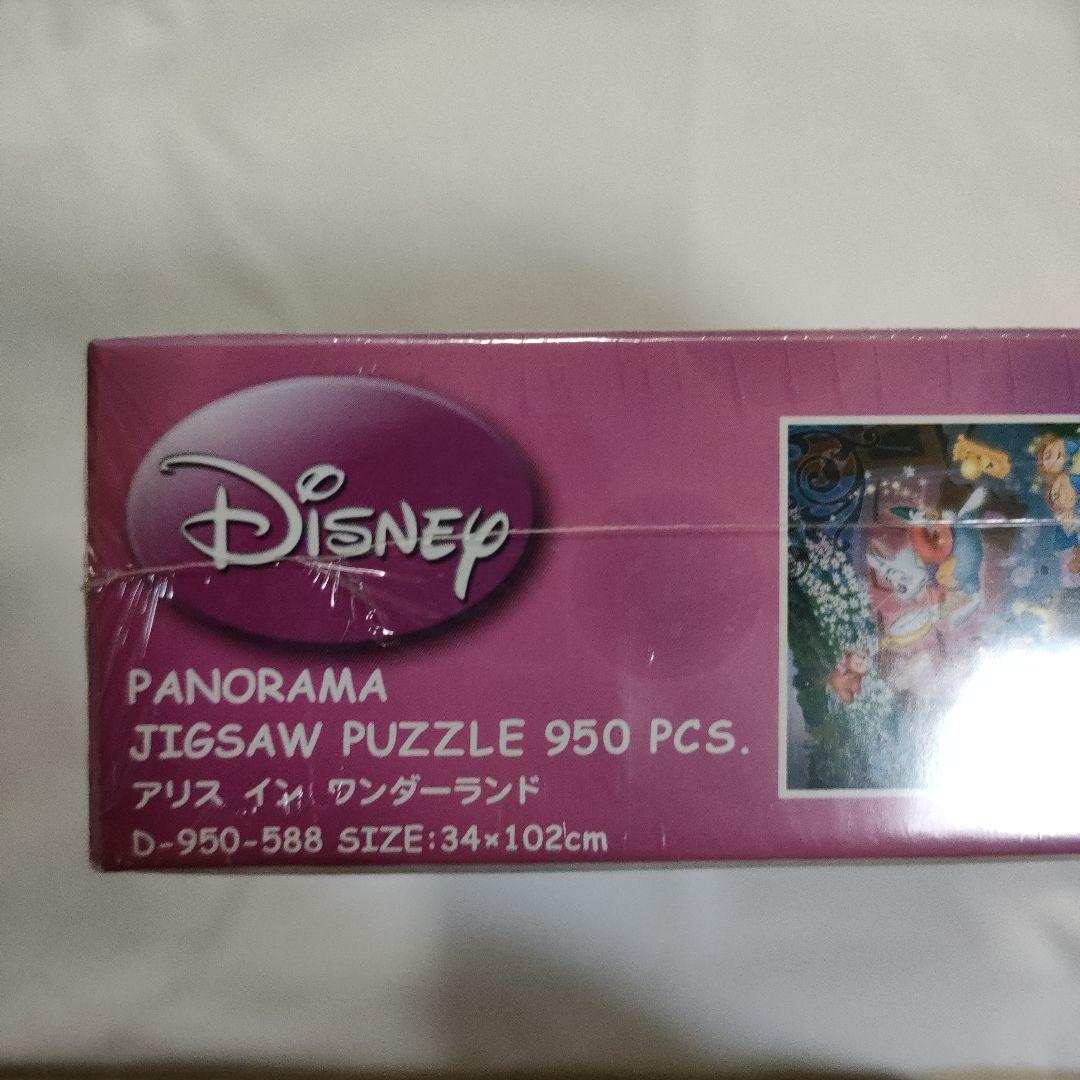 Disney
PANORAMA
JIGSAW PUZZLE 950 PCS.
アリス イン ワンダーランド
D-950-588 SIZE:34×102cm